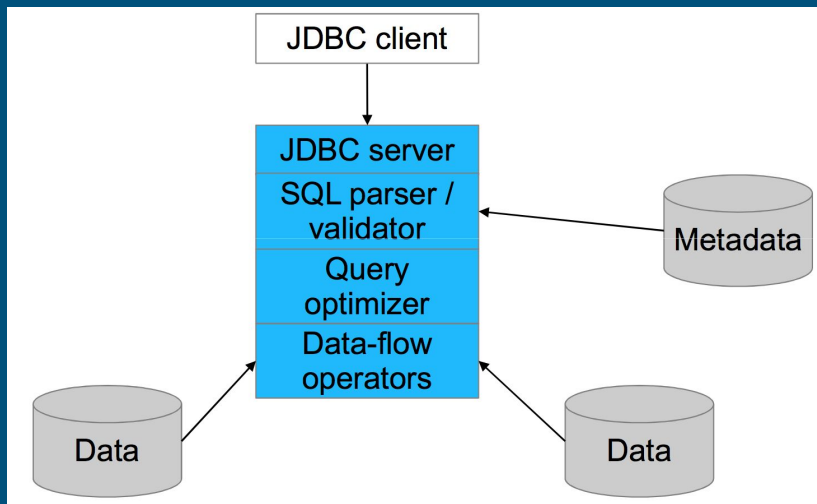 JDBC client
JDBC server
SQL parser /
validator
Metadata
Query
optimizer
Data-flow
operators
Data
Data